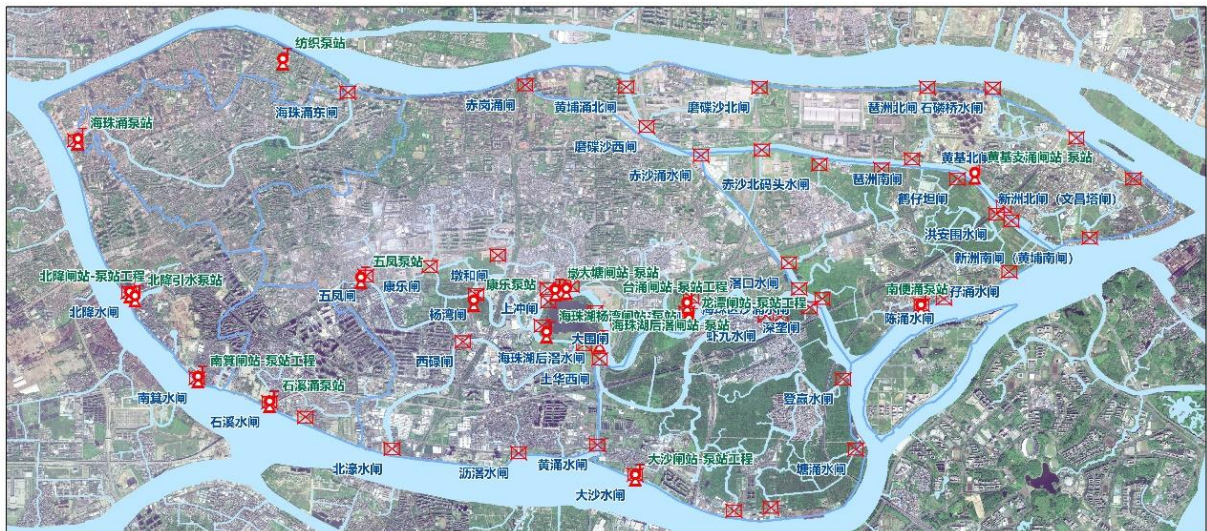 纺织泵站
海珠涌东闸
赤岗涌闸
黄埔涌北闸
磨碟沙北闸
琶洲北闸
石磷桥水闸
海珠涌泵站
磨碟沙西闸
赤沙涌水闸
赤沙北码头水闸
琶洲南闸
黄基北闸
黄基支涌闸站-泵站
鹤仔坦闸
新洲北闸（文昌塔闸）
洪安围水闸
新洲南闸（黄埔南闸）
北降闸站-泵站工程
北降引水泵站
北降水闸
五凤泵站
五凤闸
康乐闸
墩和闸
康乐泵站
杨湾闸
上冲闸
墩大塘闸站-泵站
台涌闸站-泵站工程
滘口水闸
龙潭闸站-泵站工程
南便涌泵站
仔涌水闸
陈涌水闸
深垄闸
虾九水闸
海珠湖杨湾闸站-泵站
海珠湖后滘闸站-泵站
大围闸
西碌闸
海珠湖后滘水闸
土华西闸
登瀛水闸
南箕闸站-泵站工程
南箕水闸
石溪涌泵站
石溪水闸
北濠水闸
沥滘水闸
黄涌水闸
大沙闸站-泵站工程
大沙水闸
塘涌水闸